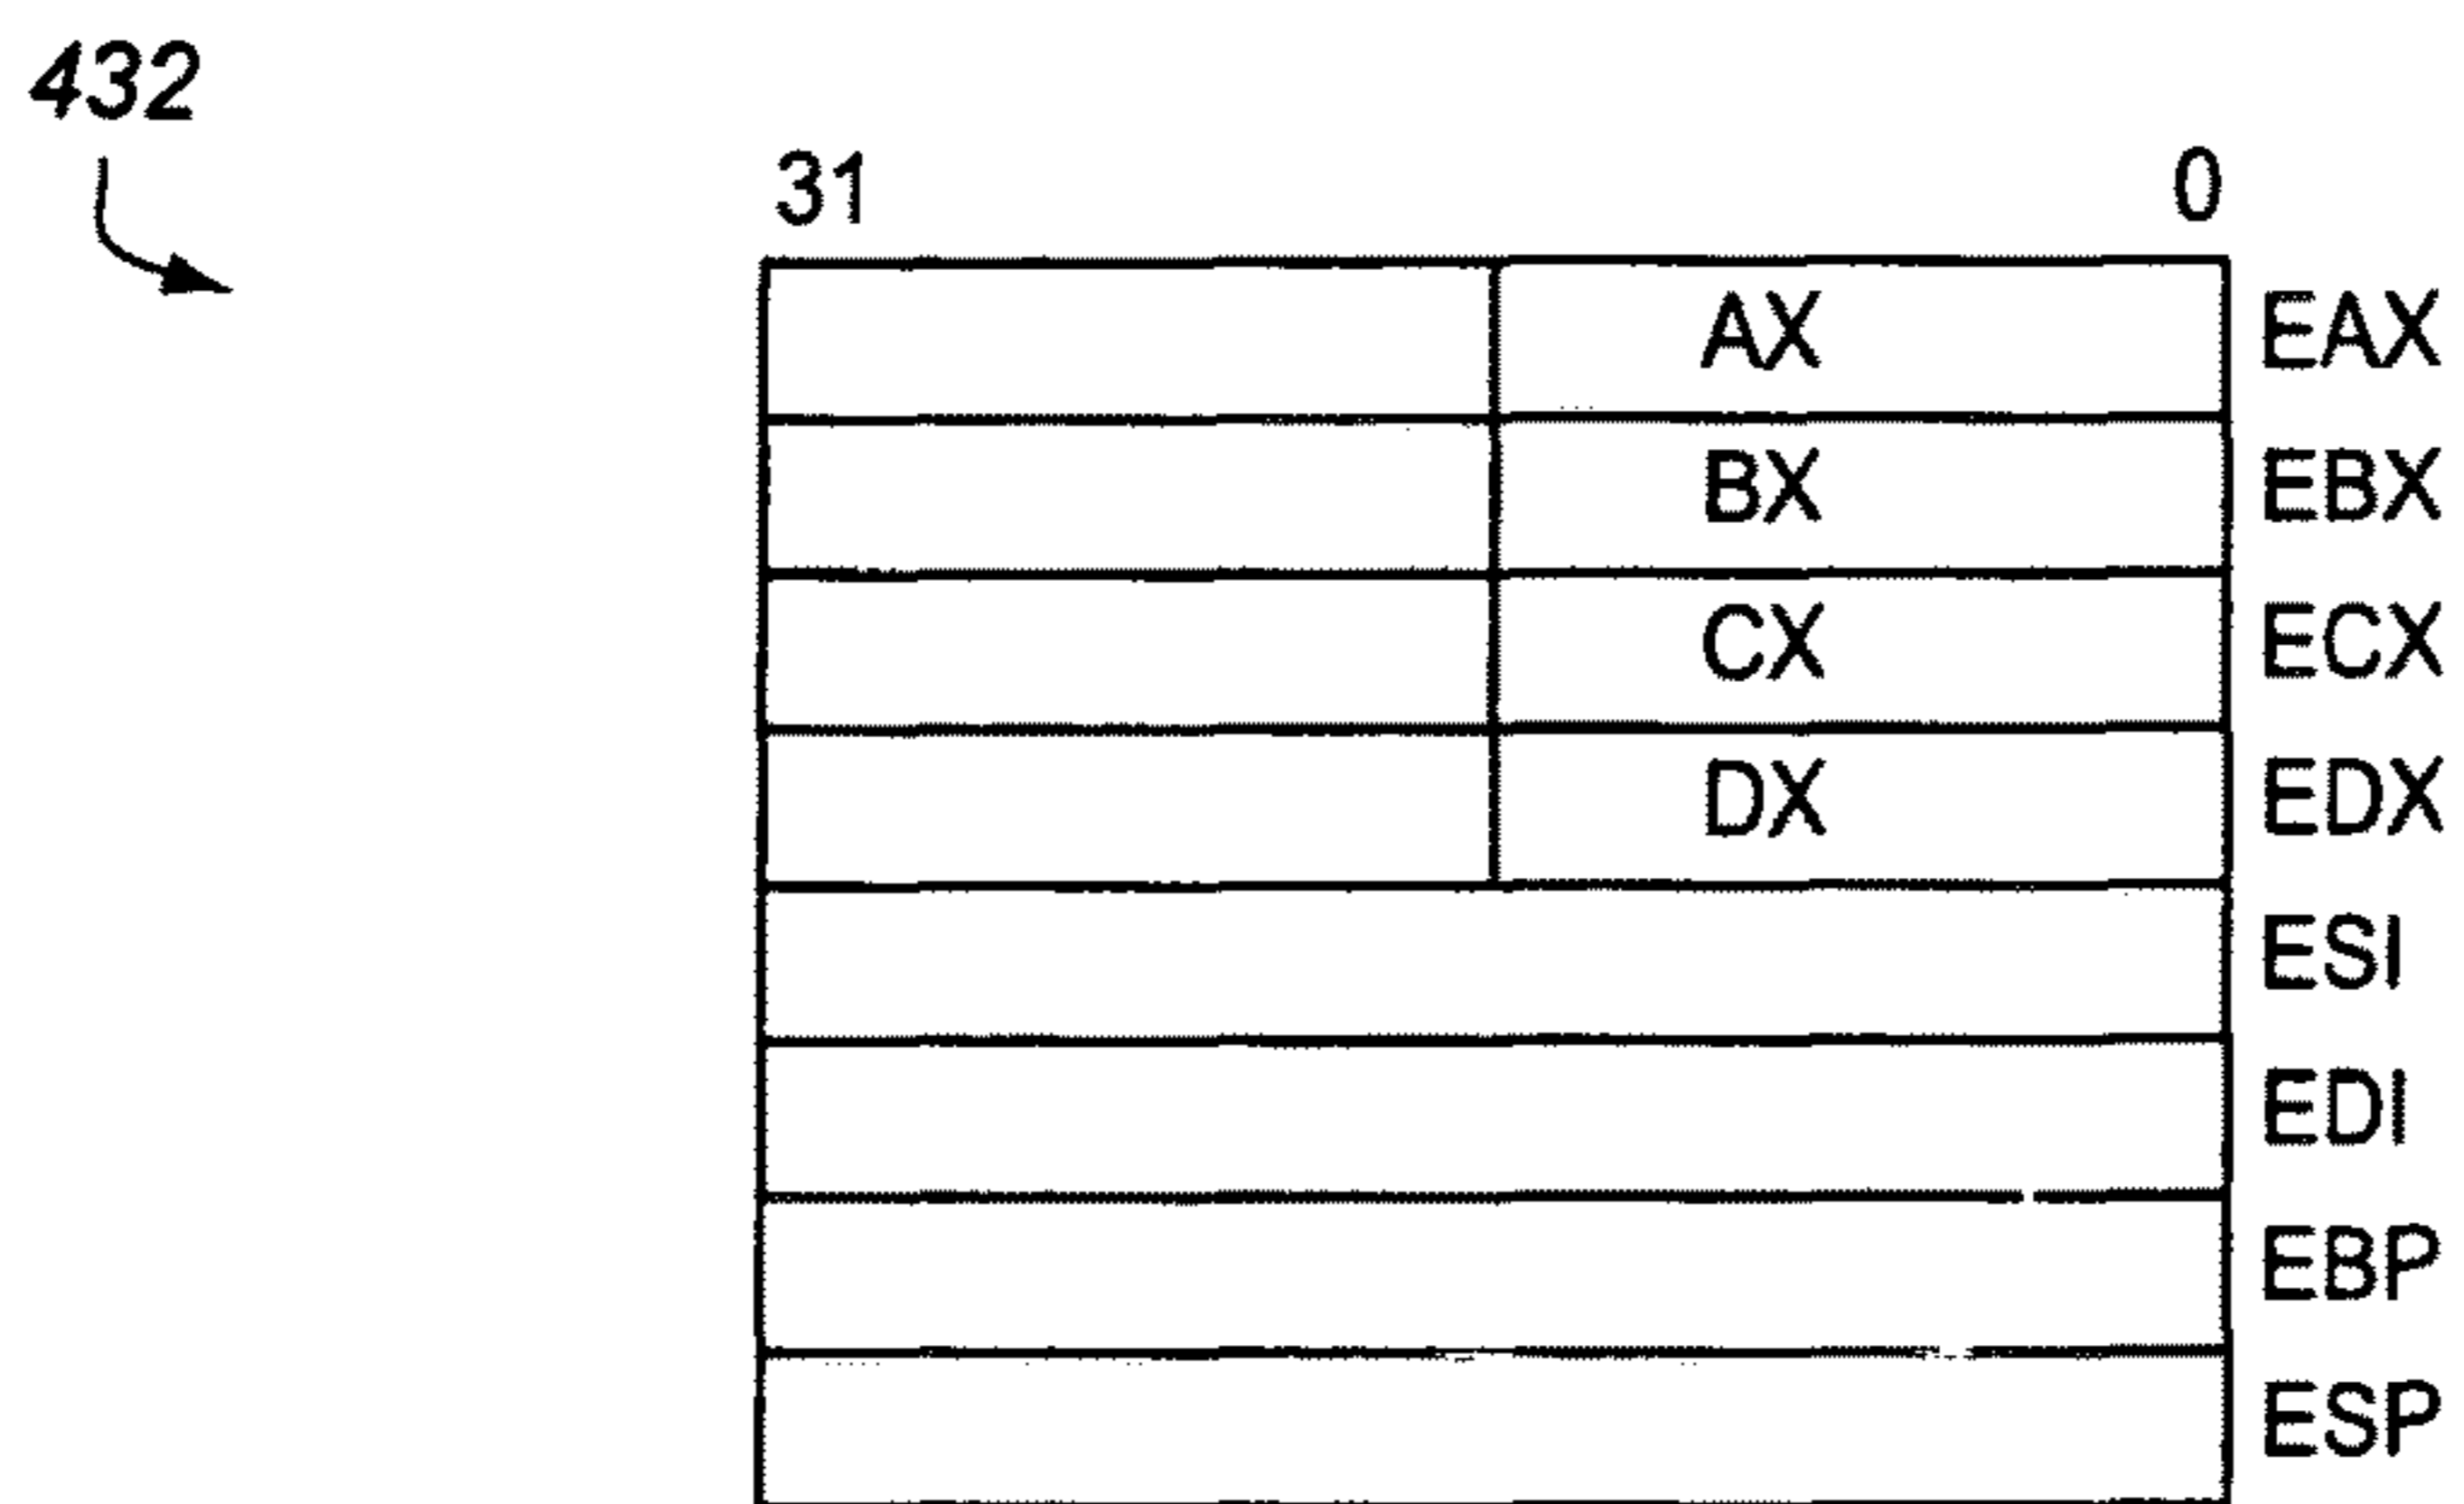 432
31 0
AX EAX
BX EBX
CX ECX
DX EDX
ESI
EDI
EBP
ESP